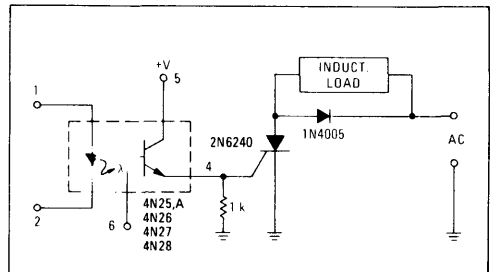 INDUCT.
LOAD
+V
5
1
1N4005
2N6240
AC
λ
4
2
6
1 k
4N25,A
4N26
4N27
4N28